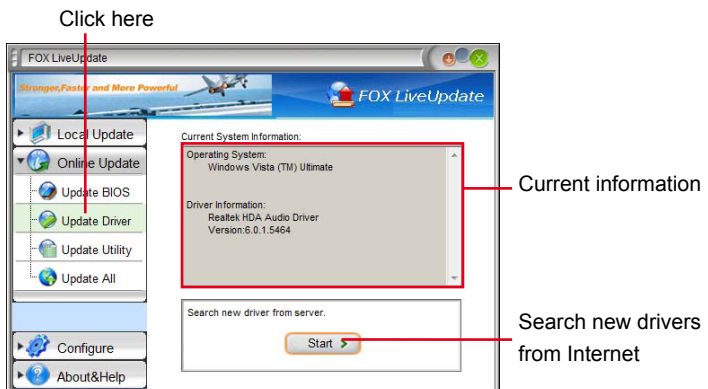 Click here
FOX LiveUpdate
Stronger,Faster and More Powerful
FOX LiveUpdate
Local Update
Online Update
Update BIOS
Update Driver
Update Utility
Update All
Configure
About&Help
Current System Information:
Operating System:
Windows Vista (TM) Ultimate
Driver Information:
Realtek HDA Audio Driver
Version:6.0.1.5464
Search new driver from server.
Start
Current information
Search new drivers
from Internet